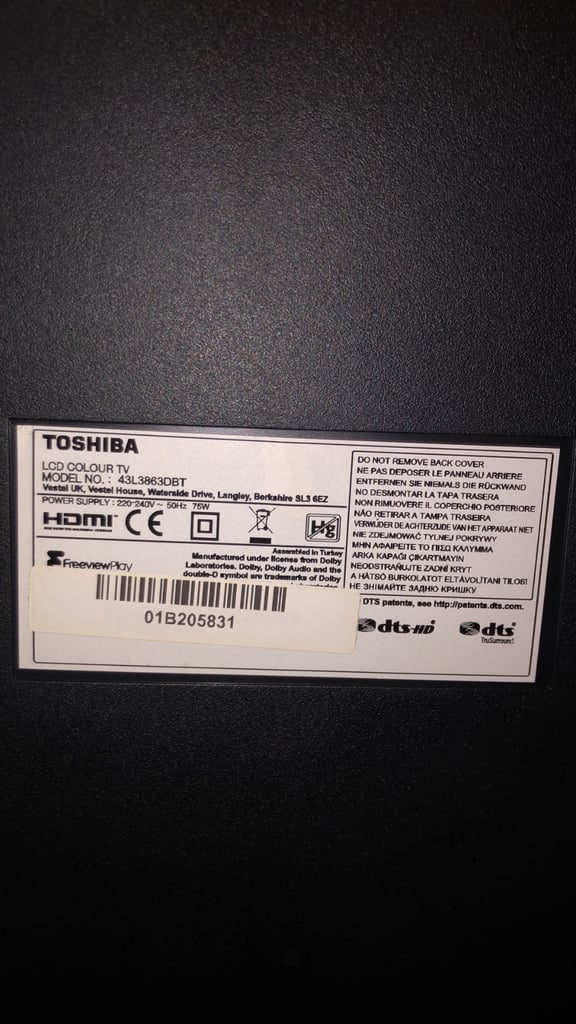 TOSHIBA
LCD COLOUR TV
MODEL NO. : 43L3863DBT
Vestel UK, Vestel House, Waterside Drive, Langley, Berkshire SL3 6EZ
POWER SUPPLY : 220-240V ~ 50Hz 75W
HDMI CE Hg
Assembled in Turkey
FreeviewPlay
Manufactured under license from Dolby
Laboratories. Dolby, Dolby Audio and the
double-D symbol are trademarks of Dolby
Laboratories.
01B205831
DO NOT REMOVE BACK COVER
NE PAS DEPOSER LE PANNEAU ARRIERE
ENTFERNEN SIE NIEMALS DIE RÜCKWAND
NO DESMONTAR LA TAPA TRASERA
NON RIMUOVERE IL COPERCHIO POSTERIORE
NÃO RETIRAR A TAMPA TRASEIRA
VERWIJDER DE ACHTERZIJDE VAN HET APPARAAT NIET
NIE ZDEJMOWAĆ TYLNEJ POKRYWY
ΜΗΝ ΑΦΑΙΡΕΙΤΕ ΤΟ ΠΙΣΩ ΚΑΛΥΜΜΑ
ARKA KAPAĞI ÇIKARTMAYIN
NEODSTRAŇUJTE ZADNÍ KRYT
A HÁTSÓ BURKOLATOT ELTÁVOLÍTANI TILOS!
НЕ ЗНІМАЙТЕ ЗАДНЮ КРИШКУ
DTS patents, see http://patents.dts.com.
dts-HD
dts
TruSurround